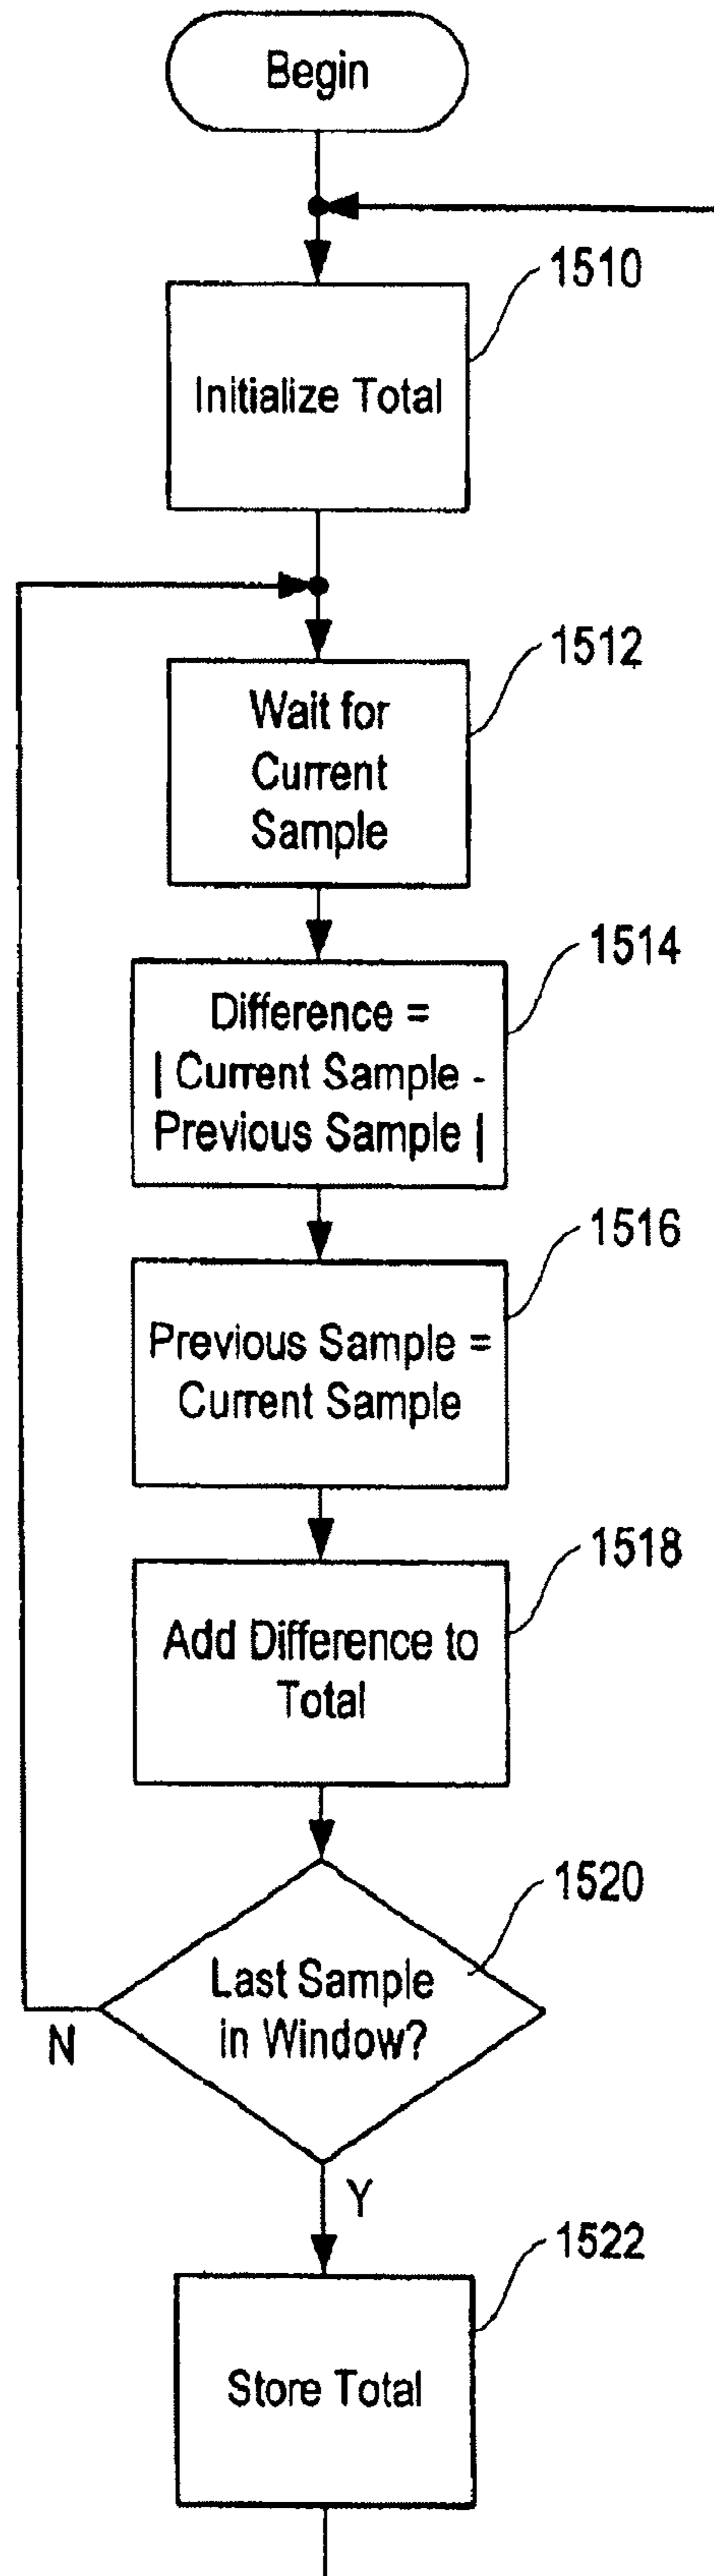 Begin
1510
Initialize Total
1512
Wait for
Current
Sample
1514
Difference =
| Current Sample -
Previous Sample |
1516
Previous Sample =
Current Sample
1518
Add Difference to
Total
1520
Last Sample
in Window?
N
Y
1522
Store Total